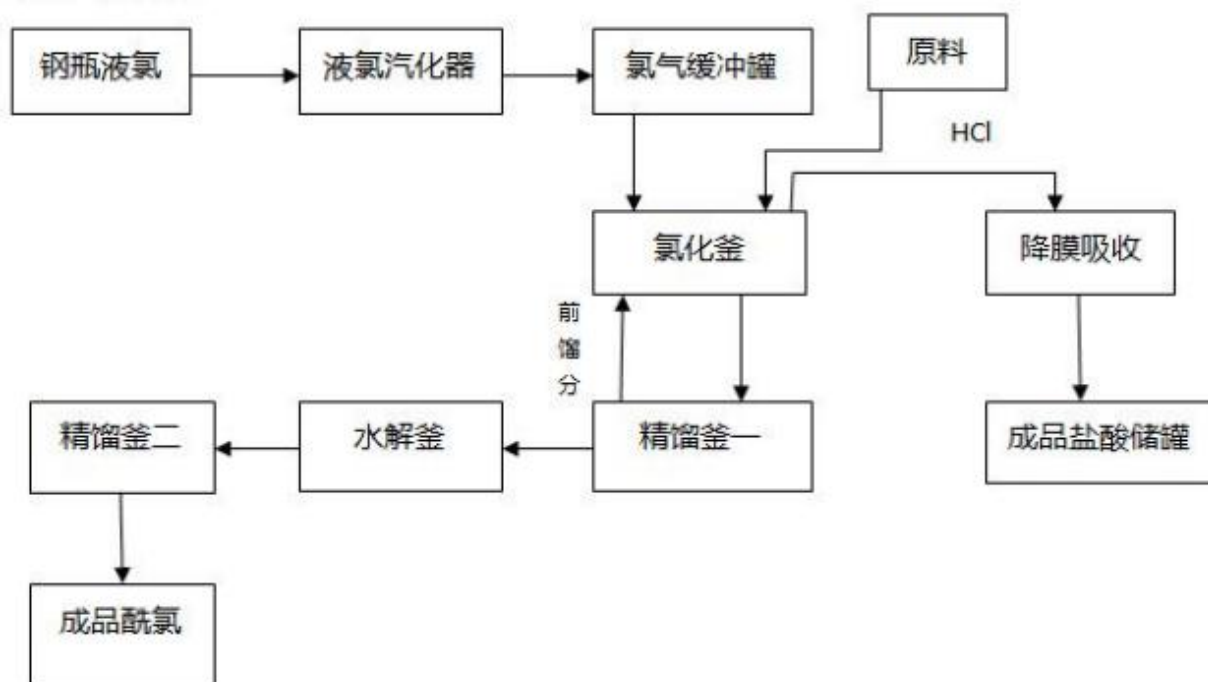 钢瓶液氯
液氯汽化器
氯气缓冲罐
原料
HCl
氯化釜
降膜吸收
前
馏
分
精馏釜二
水解釜
精馏釜一
成品盐酸储罐
成品酰氯